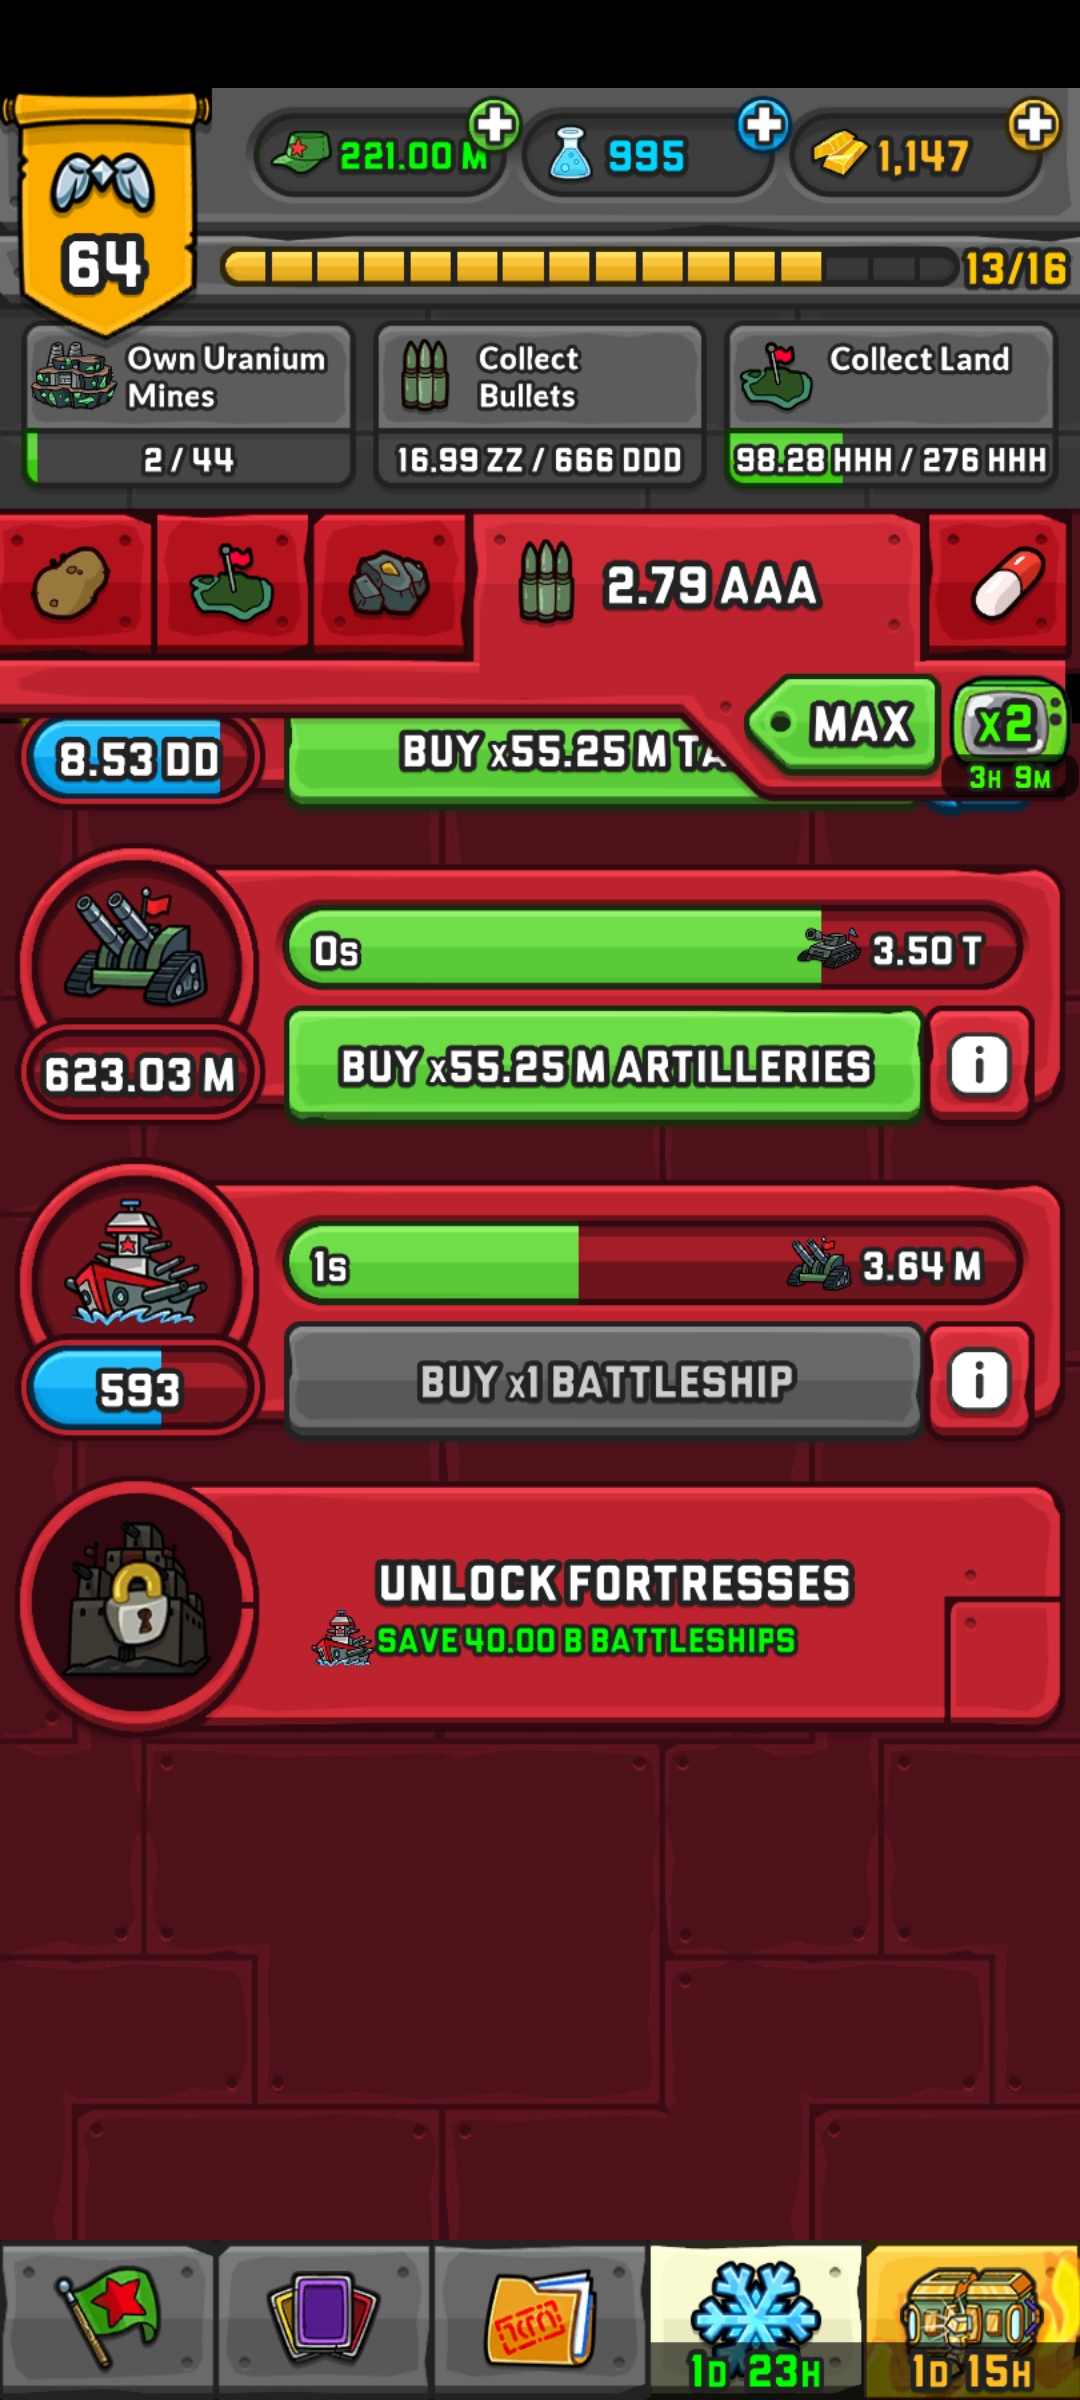 64
221.00 M
995
1,147
13/16
Own Uranium
Mines
2 / 44
Collect
Bullets
16.99 ZZ / 666 DDD
Collect Land
98.28 HHH / 276 HHH
2.79 AAA
MAX
x2
3H 9M
8.53 DD
BUY x55.25 M TA
0s
3.50 T
623.03 M
BUY x55.25 M ARTILLERIES
i
1s
3.64 M
593
BUY x1 BATTLESHIP
i
UNLOCK FORTRESSES
SAVE 40.00 B BATTLESHIPS
1D 23H
1D 15H